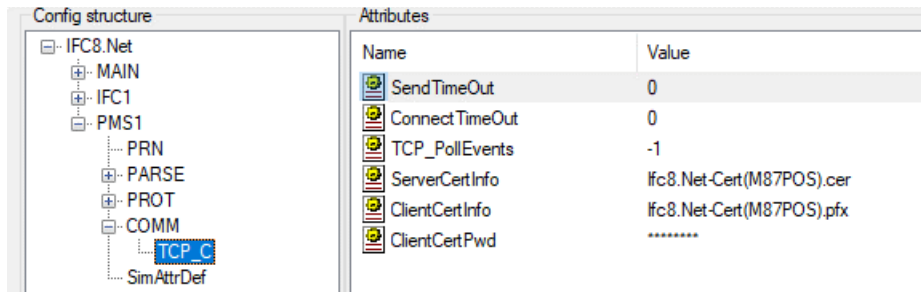 Config structure
IFC8.Net
MAIN
IFC1
PMS1
PRN
PARSE
PROT
COMM
TCP_C
SimAttrDef
Attributes
Name Value
SendTimeOut 0
ConnectTimeOut 0
TCP_PollEvents -1
ServerCertInfo Ifc8.Net-Cert(M87POS).cer
ClientCertInfo Ifc8.Net-Cert(M87POS).pfx
ClientCertPwd ********